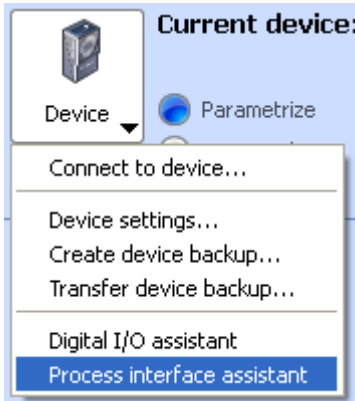 Current device:
Device
Parametrize
Connect to device...
Device settings...
Create device backup...
Transfer device backup...
Digital I/O assistant
Process interface assistant